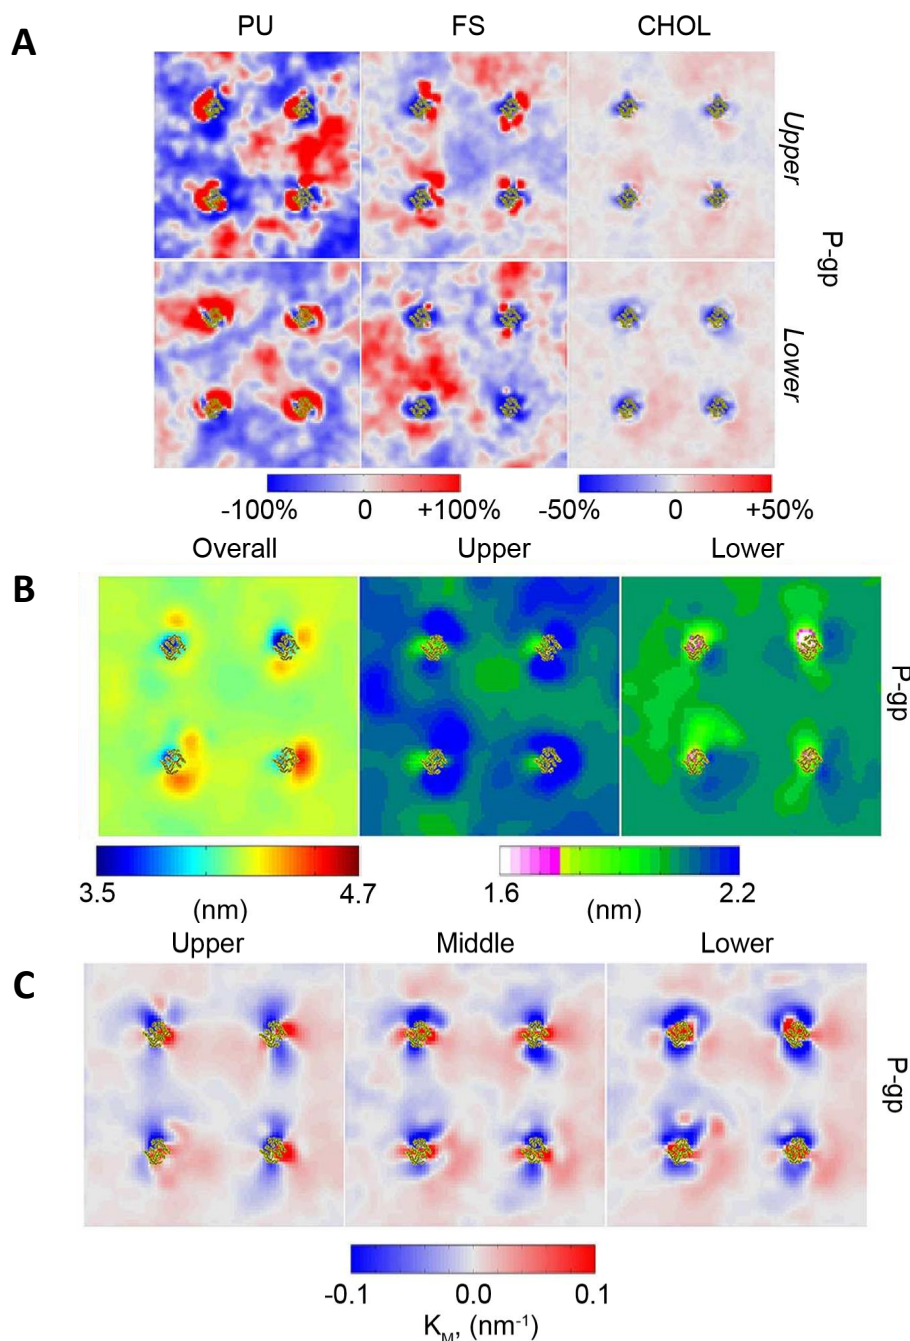 A
PU FS CHOL
Upper
P-gp
Lower
-100% 0 +100% -50% 0 +50%
Overall Upper Lower
B
P-gp
3.5 4.7 1.6 2.2
(nm) (nm)
Upper Middle Lower
C
P-gp
-0.1 0.0 0.1
K_M, (nm⁻¹)